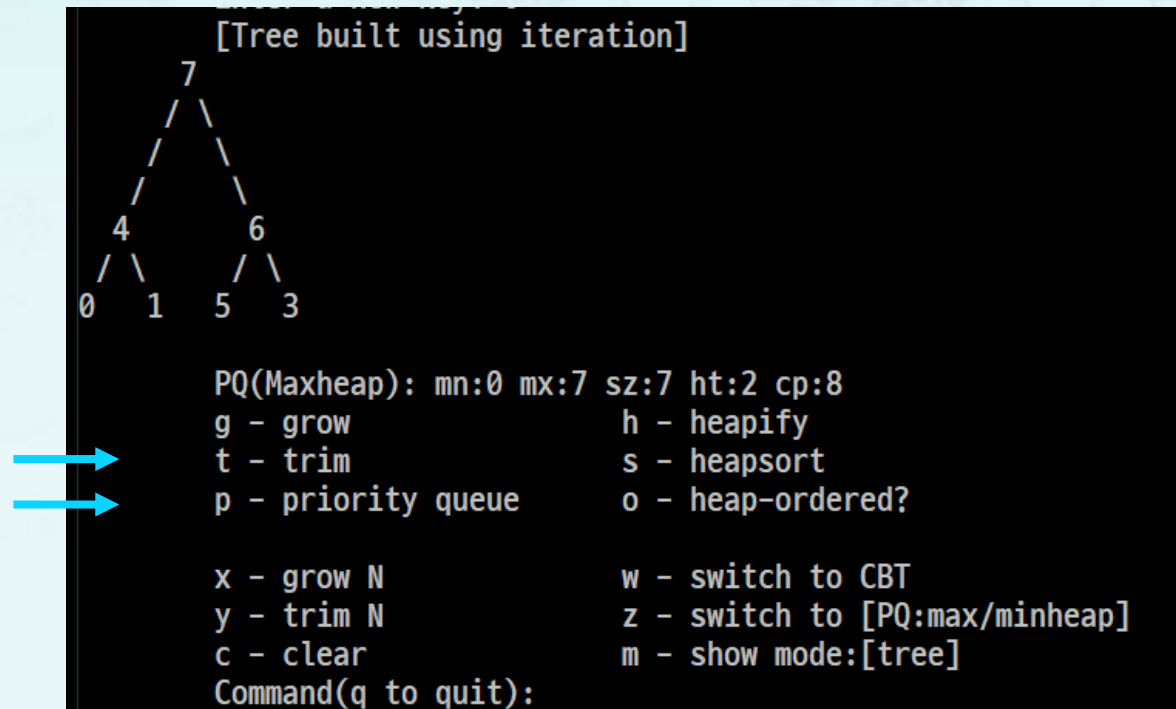 [Tree built using iteration]
7
/ \
/ \
/ \
4 6
/ \ / \
0 1 5 3
PQ(Maxheap): mn:0 mx:7 sz:7 ht:2 cp:8
g - grow h - heapify
t - trim s - heapsort
p - priority queue o - heap-ordered?
x - grow N w - switch to CBT
y - trim N z - switch to [PQ:max/minheap]
c - clear m - show mode:[tree]
Command(q to quit):